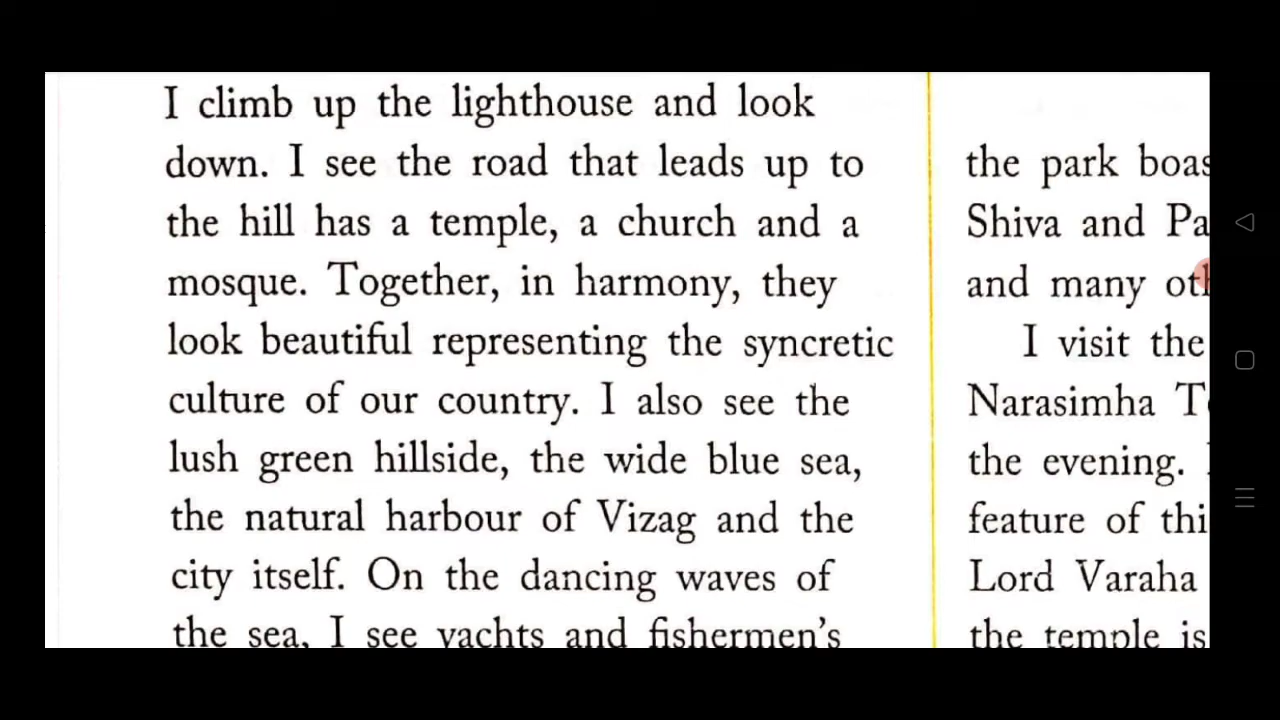 I climb up the lighthouse and look
down. I see the road that leads up to
the hill has a temple, a church and a
mosque. Together, in harmony, they
look beautiful representing the syncretic
culture of our country. I also see the
lush green hillside, the wide blue sea,
the natural harbour of Vizag and the
city itself. On the dancing waves of
the sea, I see yachts and fishermen's
the park
Shiva and
and many
I visit the
Narasimha
the evening.
feature of
Lord Varaha
the temple is